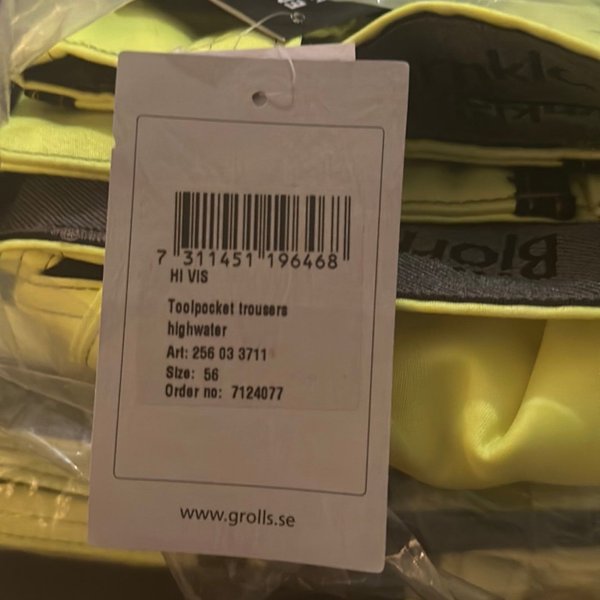 7 311451 196468
HI VIS
Toolpocket trousers
highwater
Art: 256 03 3711
Size: 56
Order no: 7124077
www.grolls.se